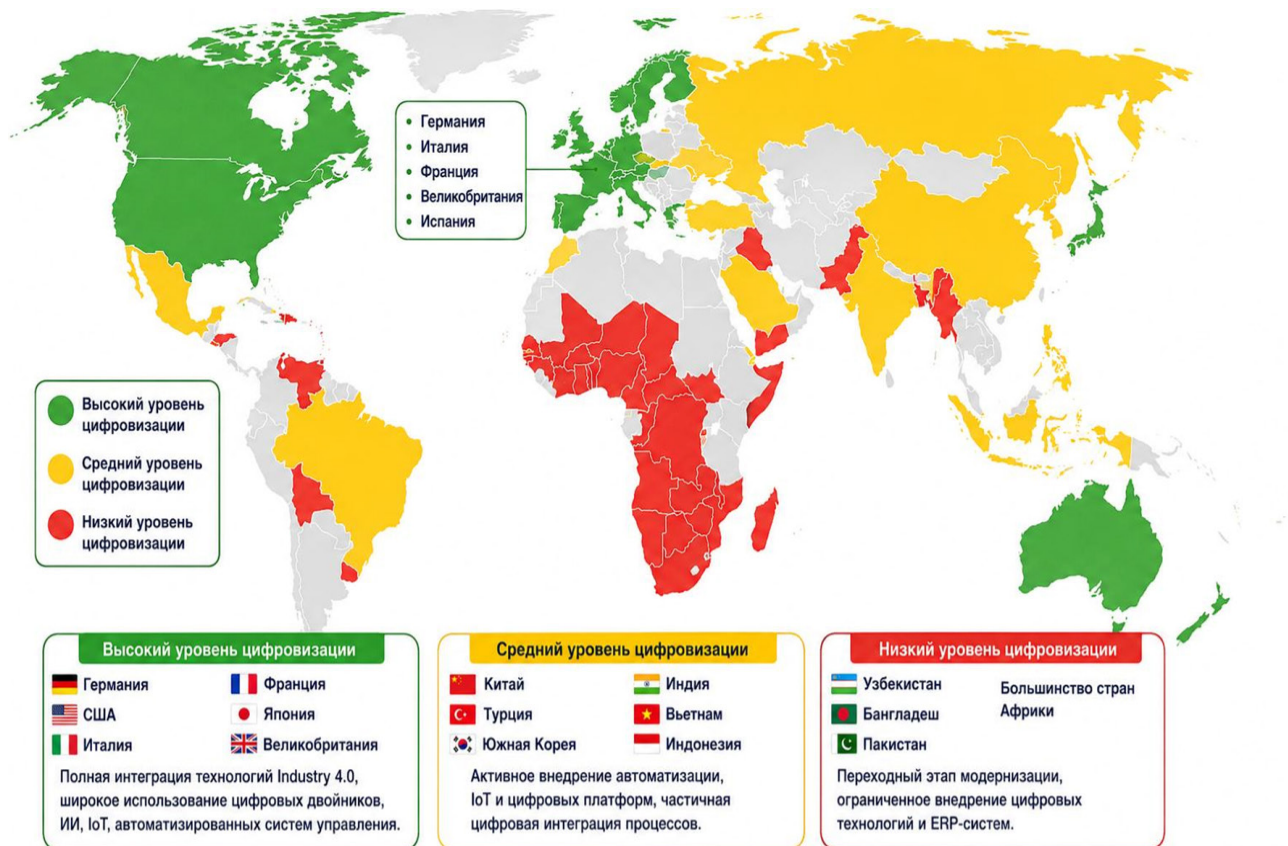 Германия
Италия
Франция
Великобритания
Испания
Высокий уровень
цифровизации
Средний уровень
цифровизации
Низкий уровень
цифровизации
Высокий уровень цифровизации
Германия
Франция
США
Япония
Италия
Великобритания
Полная интеграция технологий Industry 4.0,
широкое использование цифровых двойников,
ИИ, IoT, автоматизированных систем управления.
Средний уровень цифровизации
Китай
Индия
Турция
Вьетнам
Южная Корея
Индонезия
Активное внедрение автоматизации,
IoT и цифровых платформ, частичная
цифровая интеграция процессов.
Низкий уровень цифровизации
Узбекистан
Бангладеш
Пакистан
Большинство стран
Африки
Переходный этап модернизации,
ограниченное внедрение цифровых
технологий и ERP-систем.